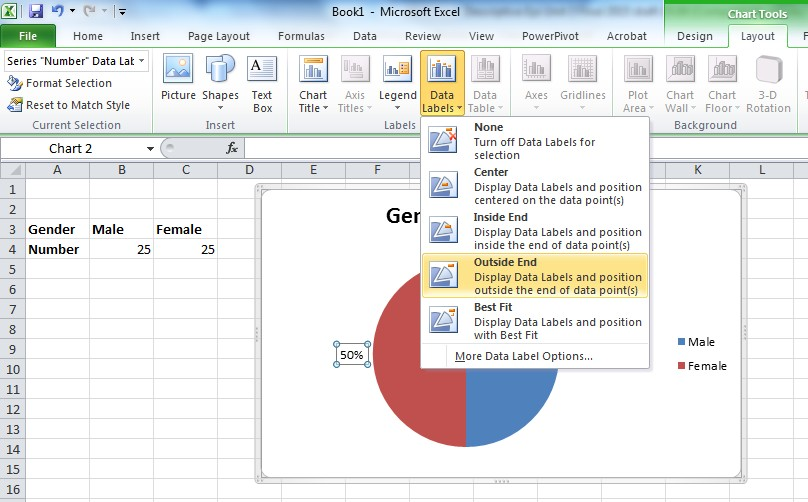 Book1 - Microsoft Excel
Chart Tools
File Home Insert Page Layout Formulas Data Review View PowerPivot Acrobat Design Layout F
Series "Number" Data Lat
Format Selection
Reset to Match Style
Current Selection
Picture Shapes Text Box
Insert
Chart Title Axis Titles Legend Data Labels Data Table
Labels
Axes Gridlines
Plot Area Chart Wall Chart Floor 3-D Rotation
Background
Chart 2
fx
A B C D E F K L
1
2
3 Gender Male Female
4 Number 25 25
5
6
7
8
9
10
11
12
13
14
15
16
None
Turn off Data Labels for
selection
Center
Display Data Labels and position
centered on the data point(s)
Inside End
Display Data Labels and position
inside the end of data point(s)
Outside End
Display Data Labels and position
outside the end of data point(s)
Best Fit
Display Data Labels and position
with Best Fit
More Data Label Options...
Ger
50%
Male
Female